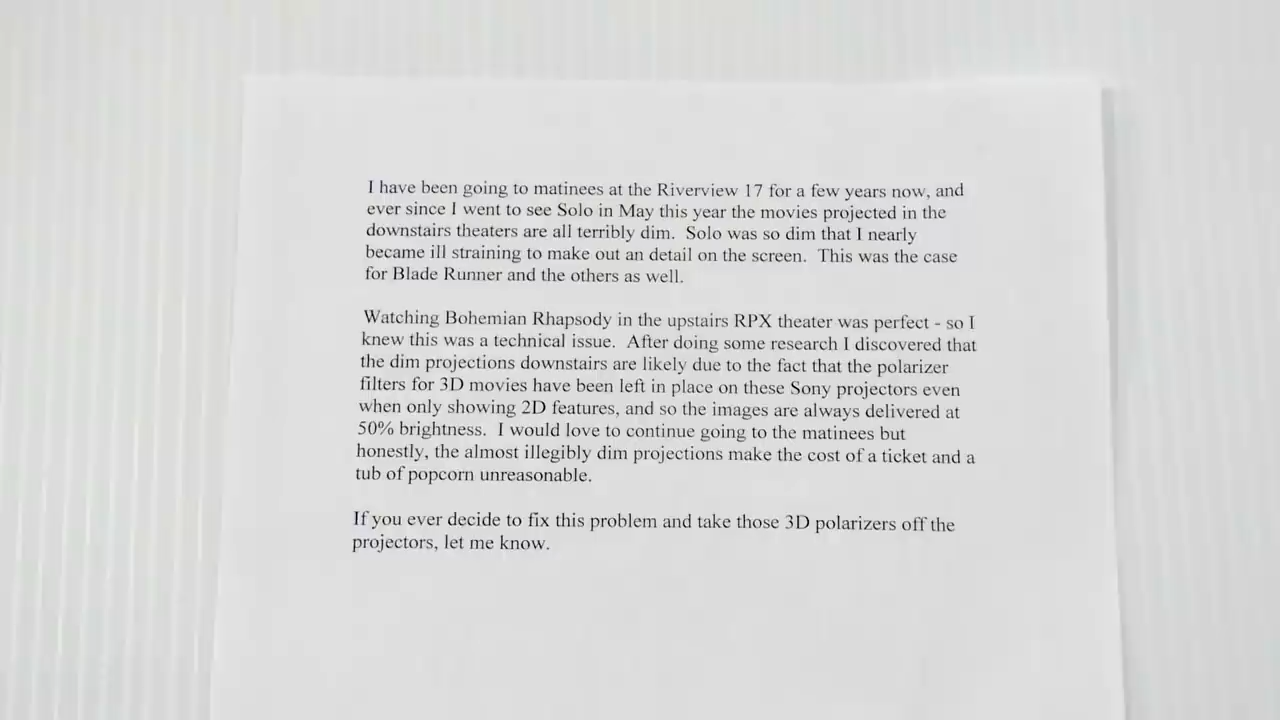 I have been going to matinees at the Riverview 17 for a few years now, and
ever since I went to see Solo in May this year the movies projected in the
downstairs theaters are all terribly dim.  Solo was so dim that I nearly
became ill straining to make out an detail on the screen.  This was the case
for Blade Runner and the others as well.
Watching Bohemian Rhapsody in the upstairs RPX theater was perfect - so I
knew this was a technical issue.  After doing some research I discovered that
the dim projections downstairs are likely due to the fact that the polarizer
filters for 3D movies have been left in place on these Sony projectors even
when only showing 2D features, and so the images are always delivered at
50% brightness.  I would love to continue going to the matinees but
honestly, the almost illegibly dim projections make the cost of a ticket and a
tub of popcorn unreasonable.
If you ever decide to fix this problem and take those 3D polarizers off the
projectors, let me know.